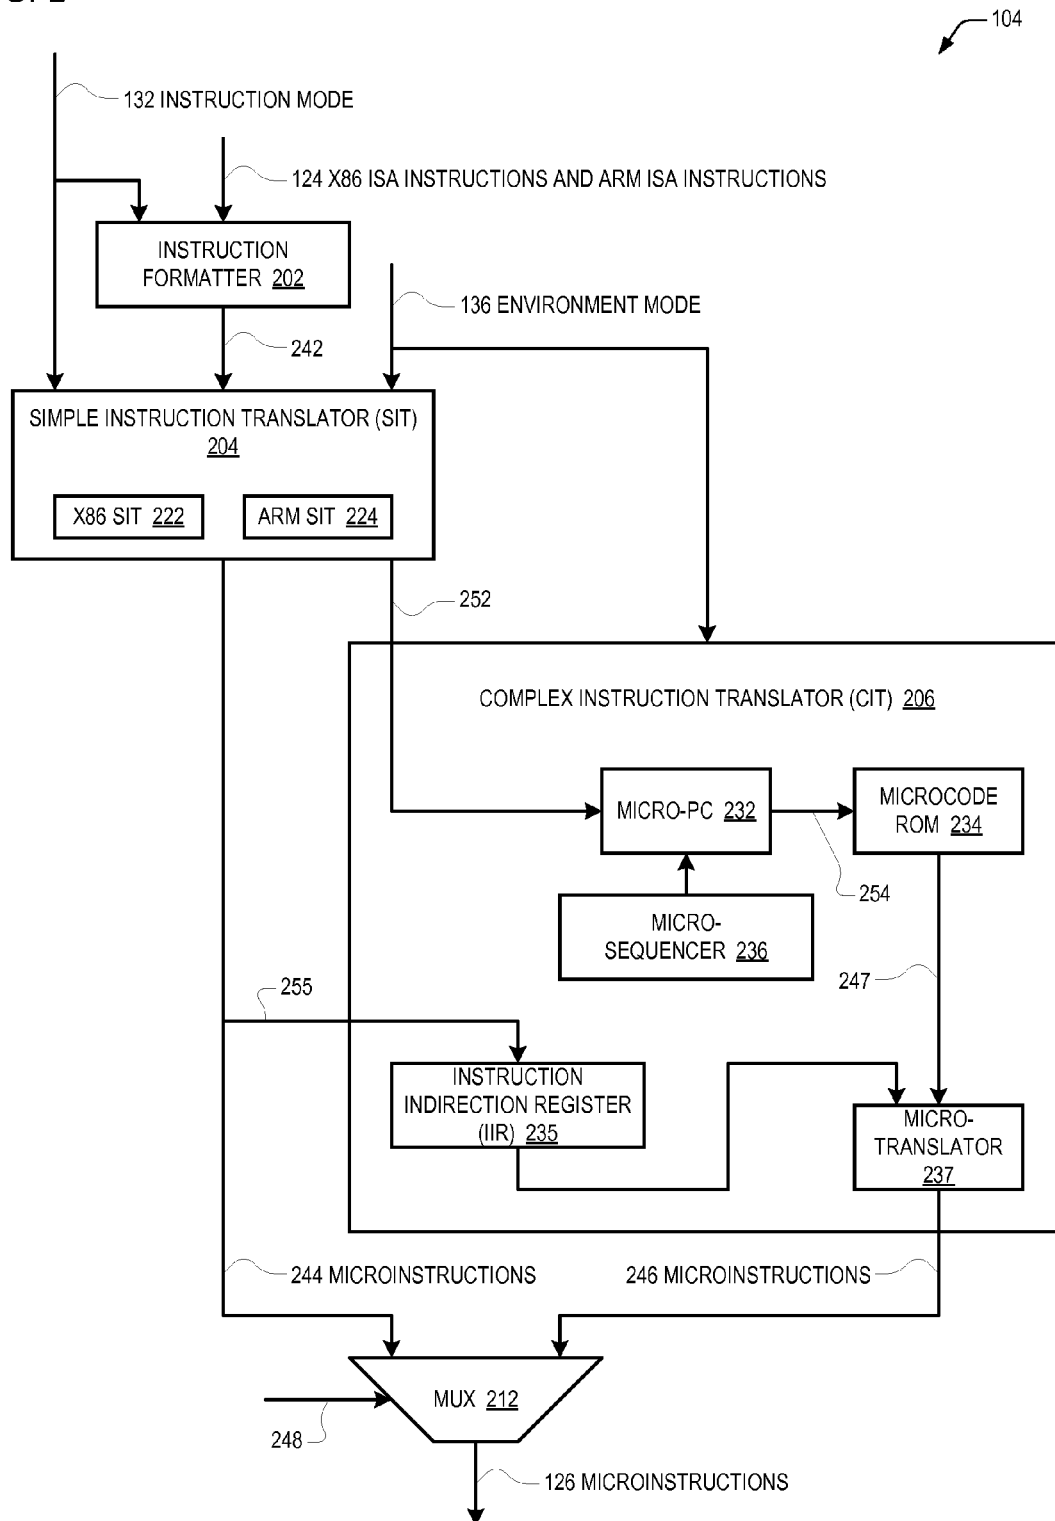 104
132 INSTRUCTION MODE
124 X86 ISA INSTRUCTIONS AND ARM ISA INSTRUCTIONS
INSTRUCTION
FORMATTER 202
136 ENVIRONMENT MODE
242
SIMPLE INSTRUCTION TRANSLATOR (SIT)
204
X86 SIT 222
ARM SIT 224
252
COMPLEX INSTRUCTION TRANSLATOR (CIT) 206
MICRO-PC 232
MICROCODE
ROM 234
254
MICRO-
SEQUENCER 236
247
255
INSTRUCTION
INDIRECTION REGISTER
(IIR) 235
MICRO-
TRANSLATOR
237
244 MICROINSTRUCTIONS
246 MICROINSTRUCTIONS
MUX 212
248
126 MICROINSTRUCTIONS